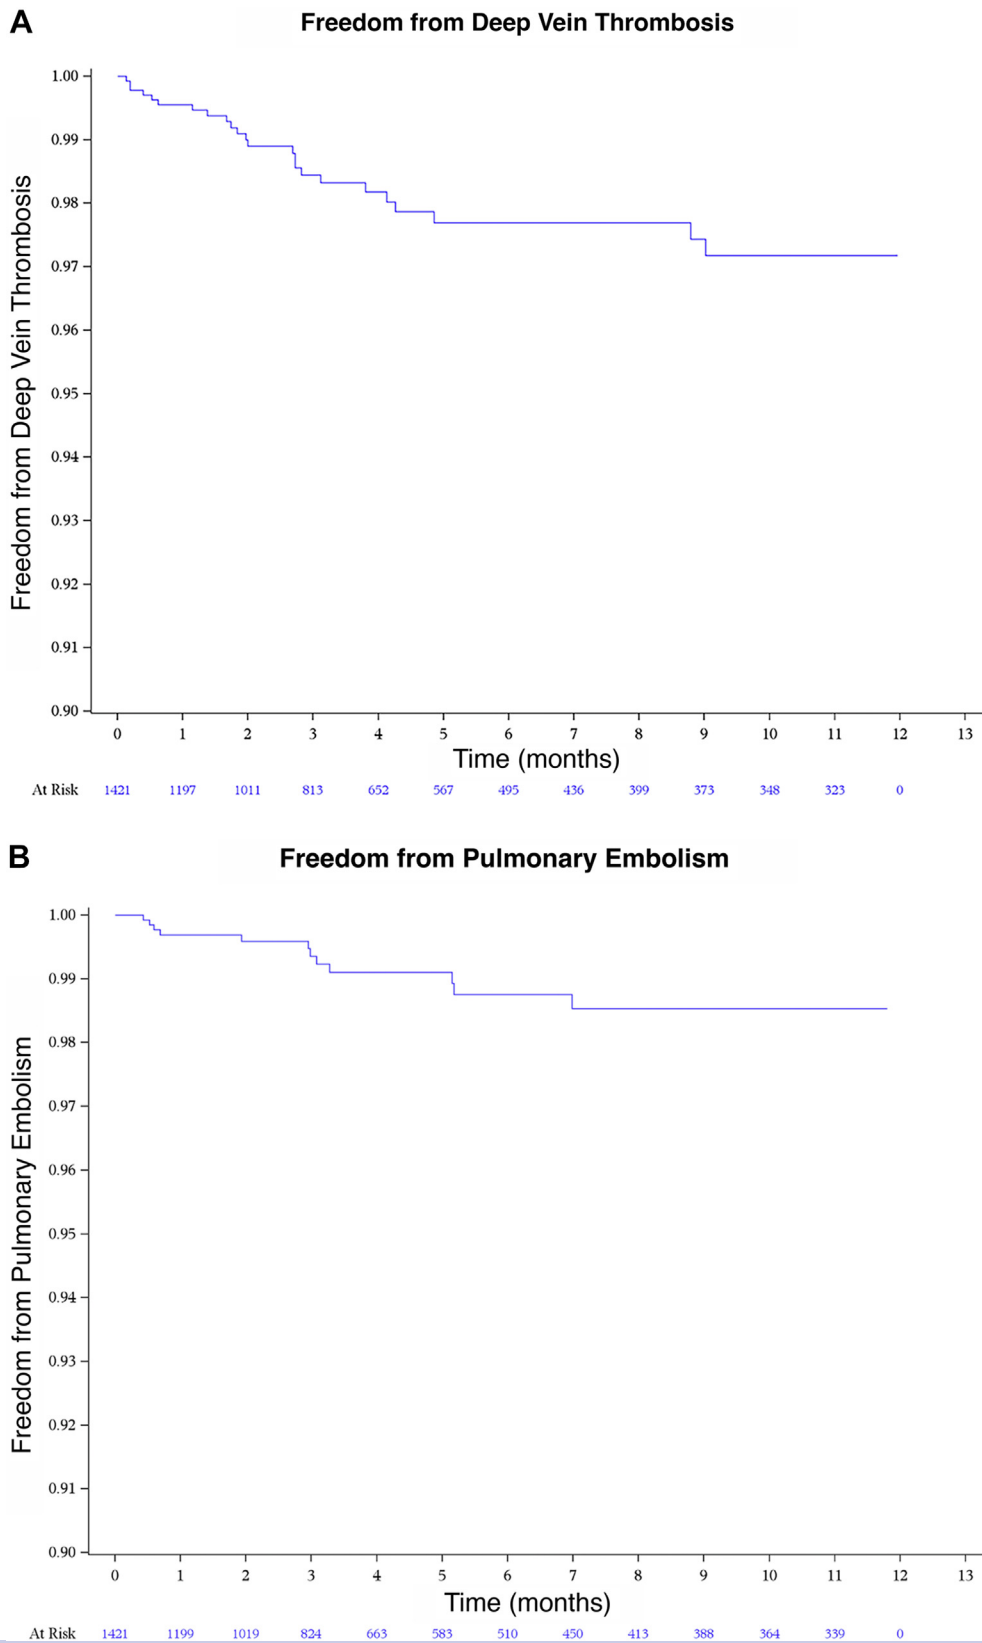 A
Freedom from Deep Vein Thrombosis
Freedom from Deep Vein Thrombosis
1.00
0.99
0.98
0.97
0.96
0.95
0.94
0.93
0.92
0.91
0.90
0 1 2 3 4 5 6 7 8 9 10 11 12 13
Time (months)
At Risk 1421 1197 1011 813 652 567 495 436 399 373 348 323 0
B
Freedom from Pulmonary Embolism
Freedom from Pulmonary Embolism
1.00
0.99
0.98
0.97
0.96
0.95
0.94
0.93
0.92
0.91
0.90
0 1 2 3 4 5 6 7 8 9 10 11 12 13
Time (months)
At Risk 1421 1199 1019 824 663 583 510 450 413 388 364 339 0